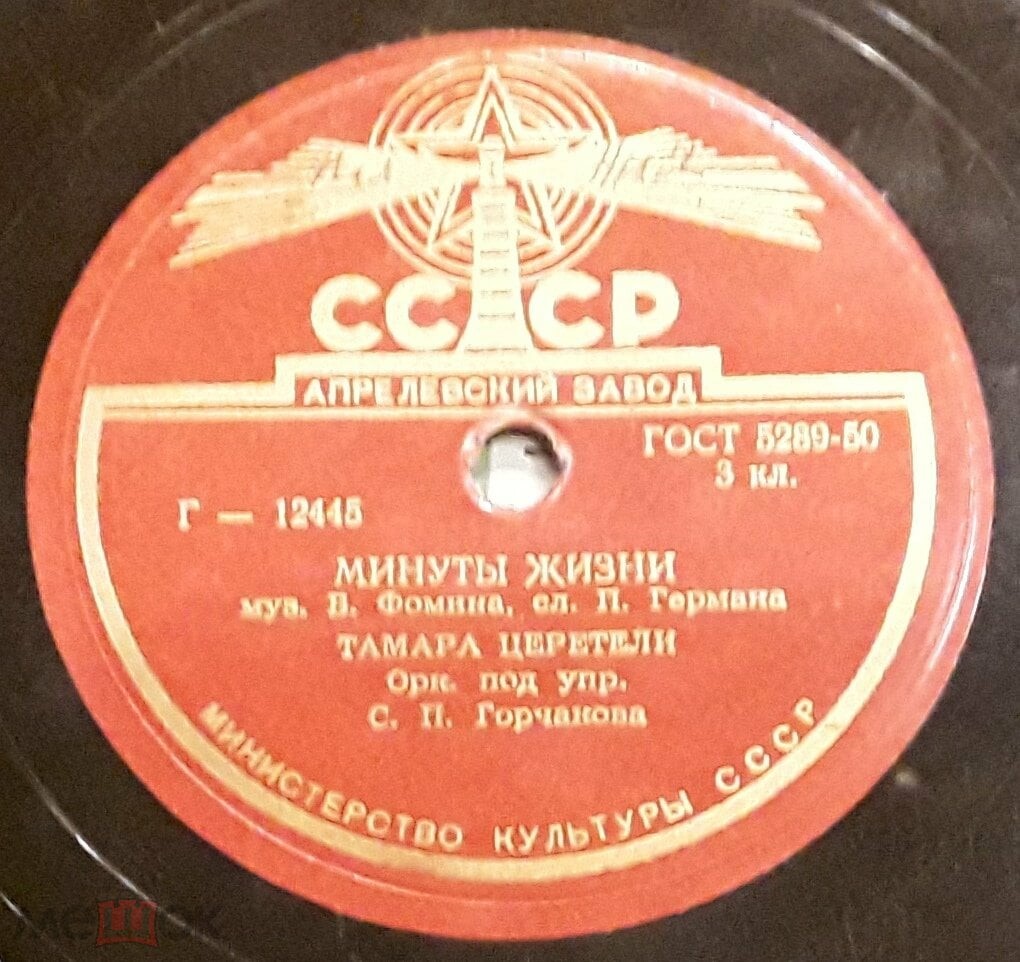 СССР
АПРЕЛЕВСКИЙ ЗАВОД
ГОСТ 5289-50
3 кл.
Г — 12445
МИНУТЫ ЖИЗНИ
муз. Б. Фомина, сл. П. Германа
ТАМАРА ЦЕРЕТЕЛИ
Орк. под упр.
С. П. Горчакова
МИНИСТЕРСТВО КУЛЬТУРЫ СССР
МЕШОК